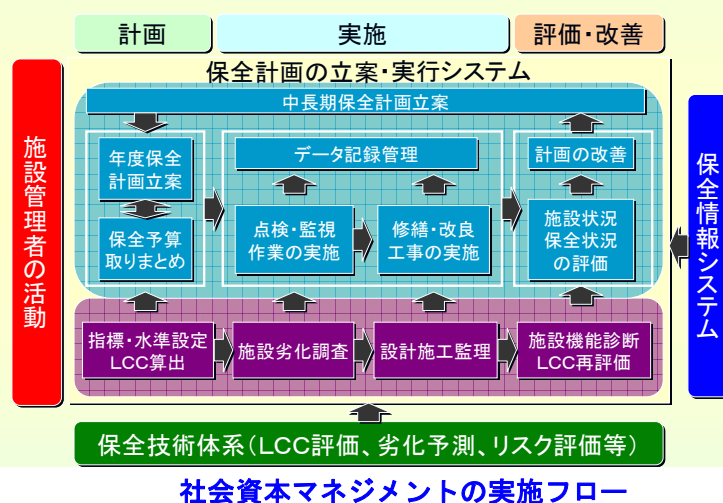 計画
実施
評価・改善
保全計画の立案・実行システム
中長期保全計画立案
施設管理者の活動
年度保全
計画立案
データ記録管理
計画の改善
保全予算
取りまとめ
点検・監視
作業の実施
修繕・改良
工事の実施
施設状況
保全状況
の評価
保全情報システム
指標・水準設定
LCC算出
施設劣化調査
設計施工監理
施設機能診断
LCC再評価
保全技術体系(LCC評価、劣化予測、リスク評価等)
社会資本マネジメントの実施フロー